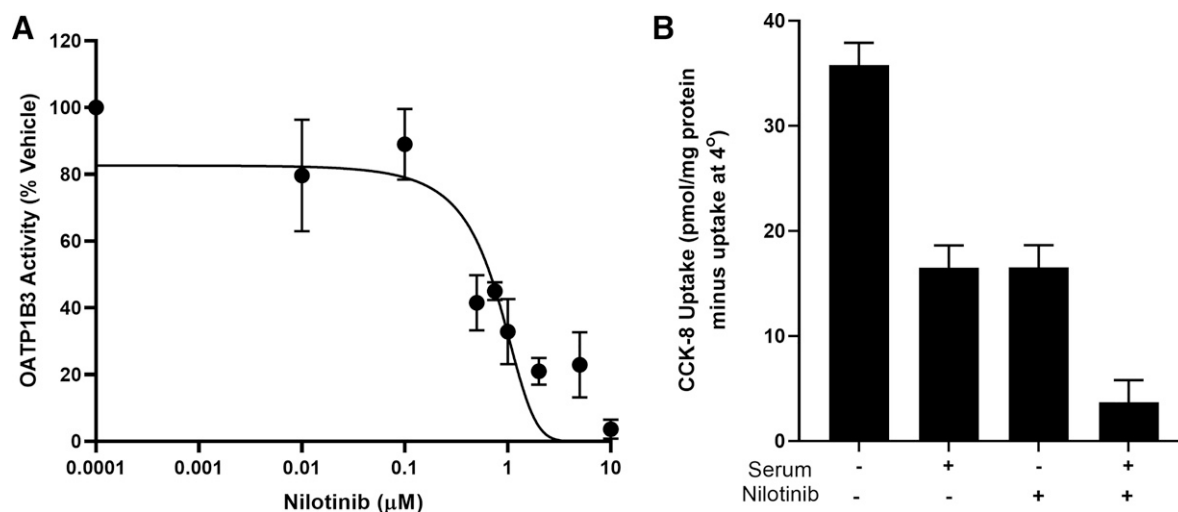 A
OATP1B3 Activity (% Vehicle)
120
100
80
60
40
20
0
0.0001 0.001 0.01 0.1 1 10
Nilotinib (μM)
B
CCK-8 Uptake (pmol/mg protein
minus uptake at 4°)
40
30
20
10
0
Serum - + - +
Nilotinib - - + +